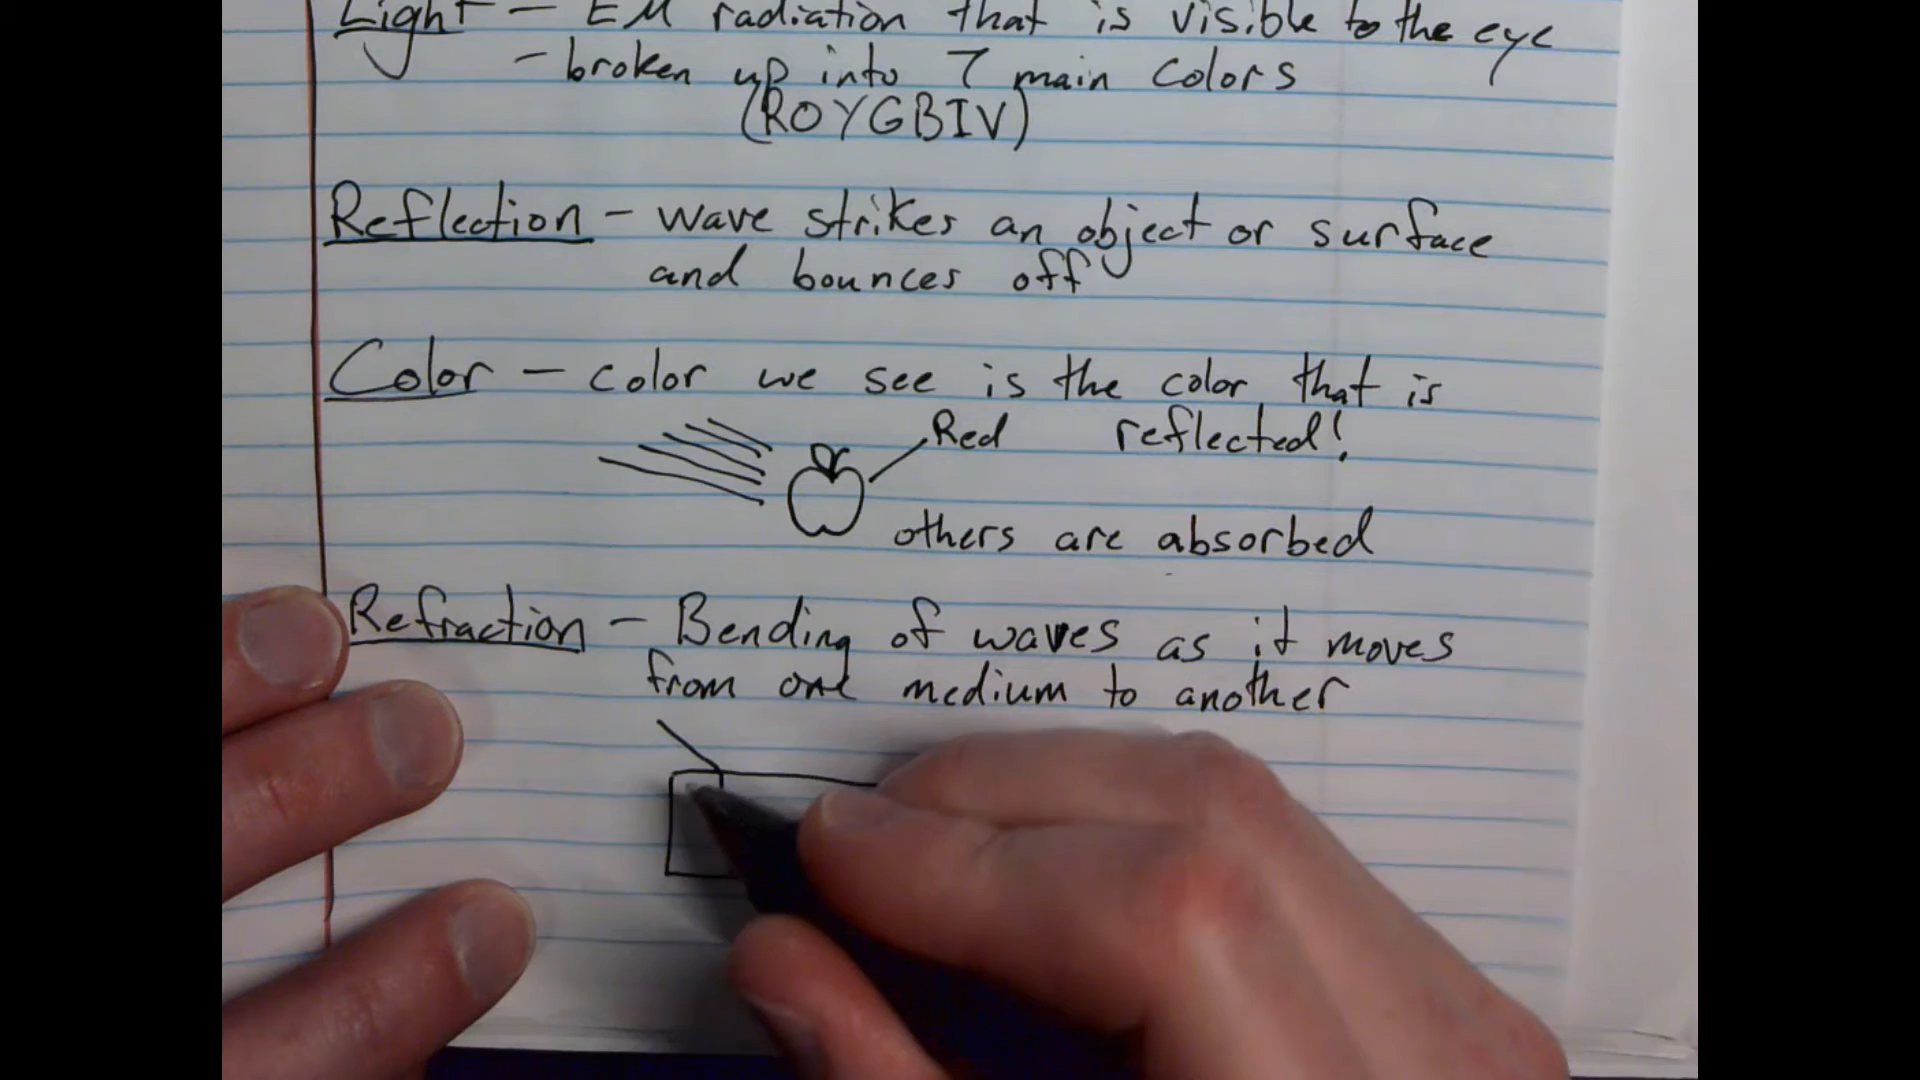 Light - EM radiation that is visible to the eye
- broken up into 7 main colors
(ROYGBIV)
Reflection - wave strikes an object or surface
and bounces off
Color - color we see is the color that is
reflected!
Red
others are absorbed
Refraction - Bending of waves as it moves
from one medium to another